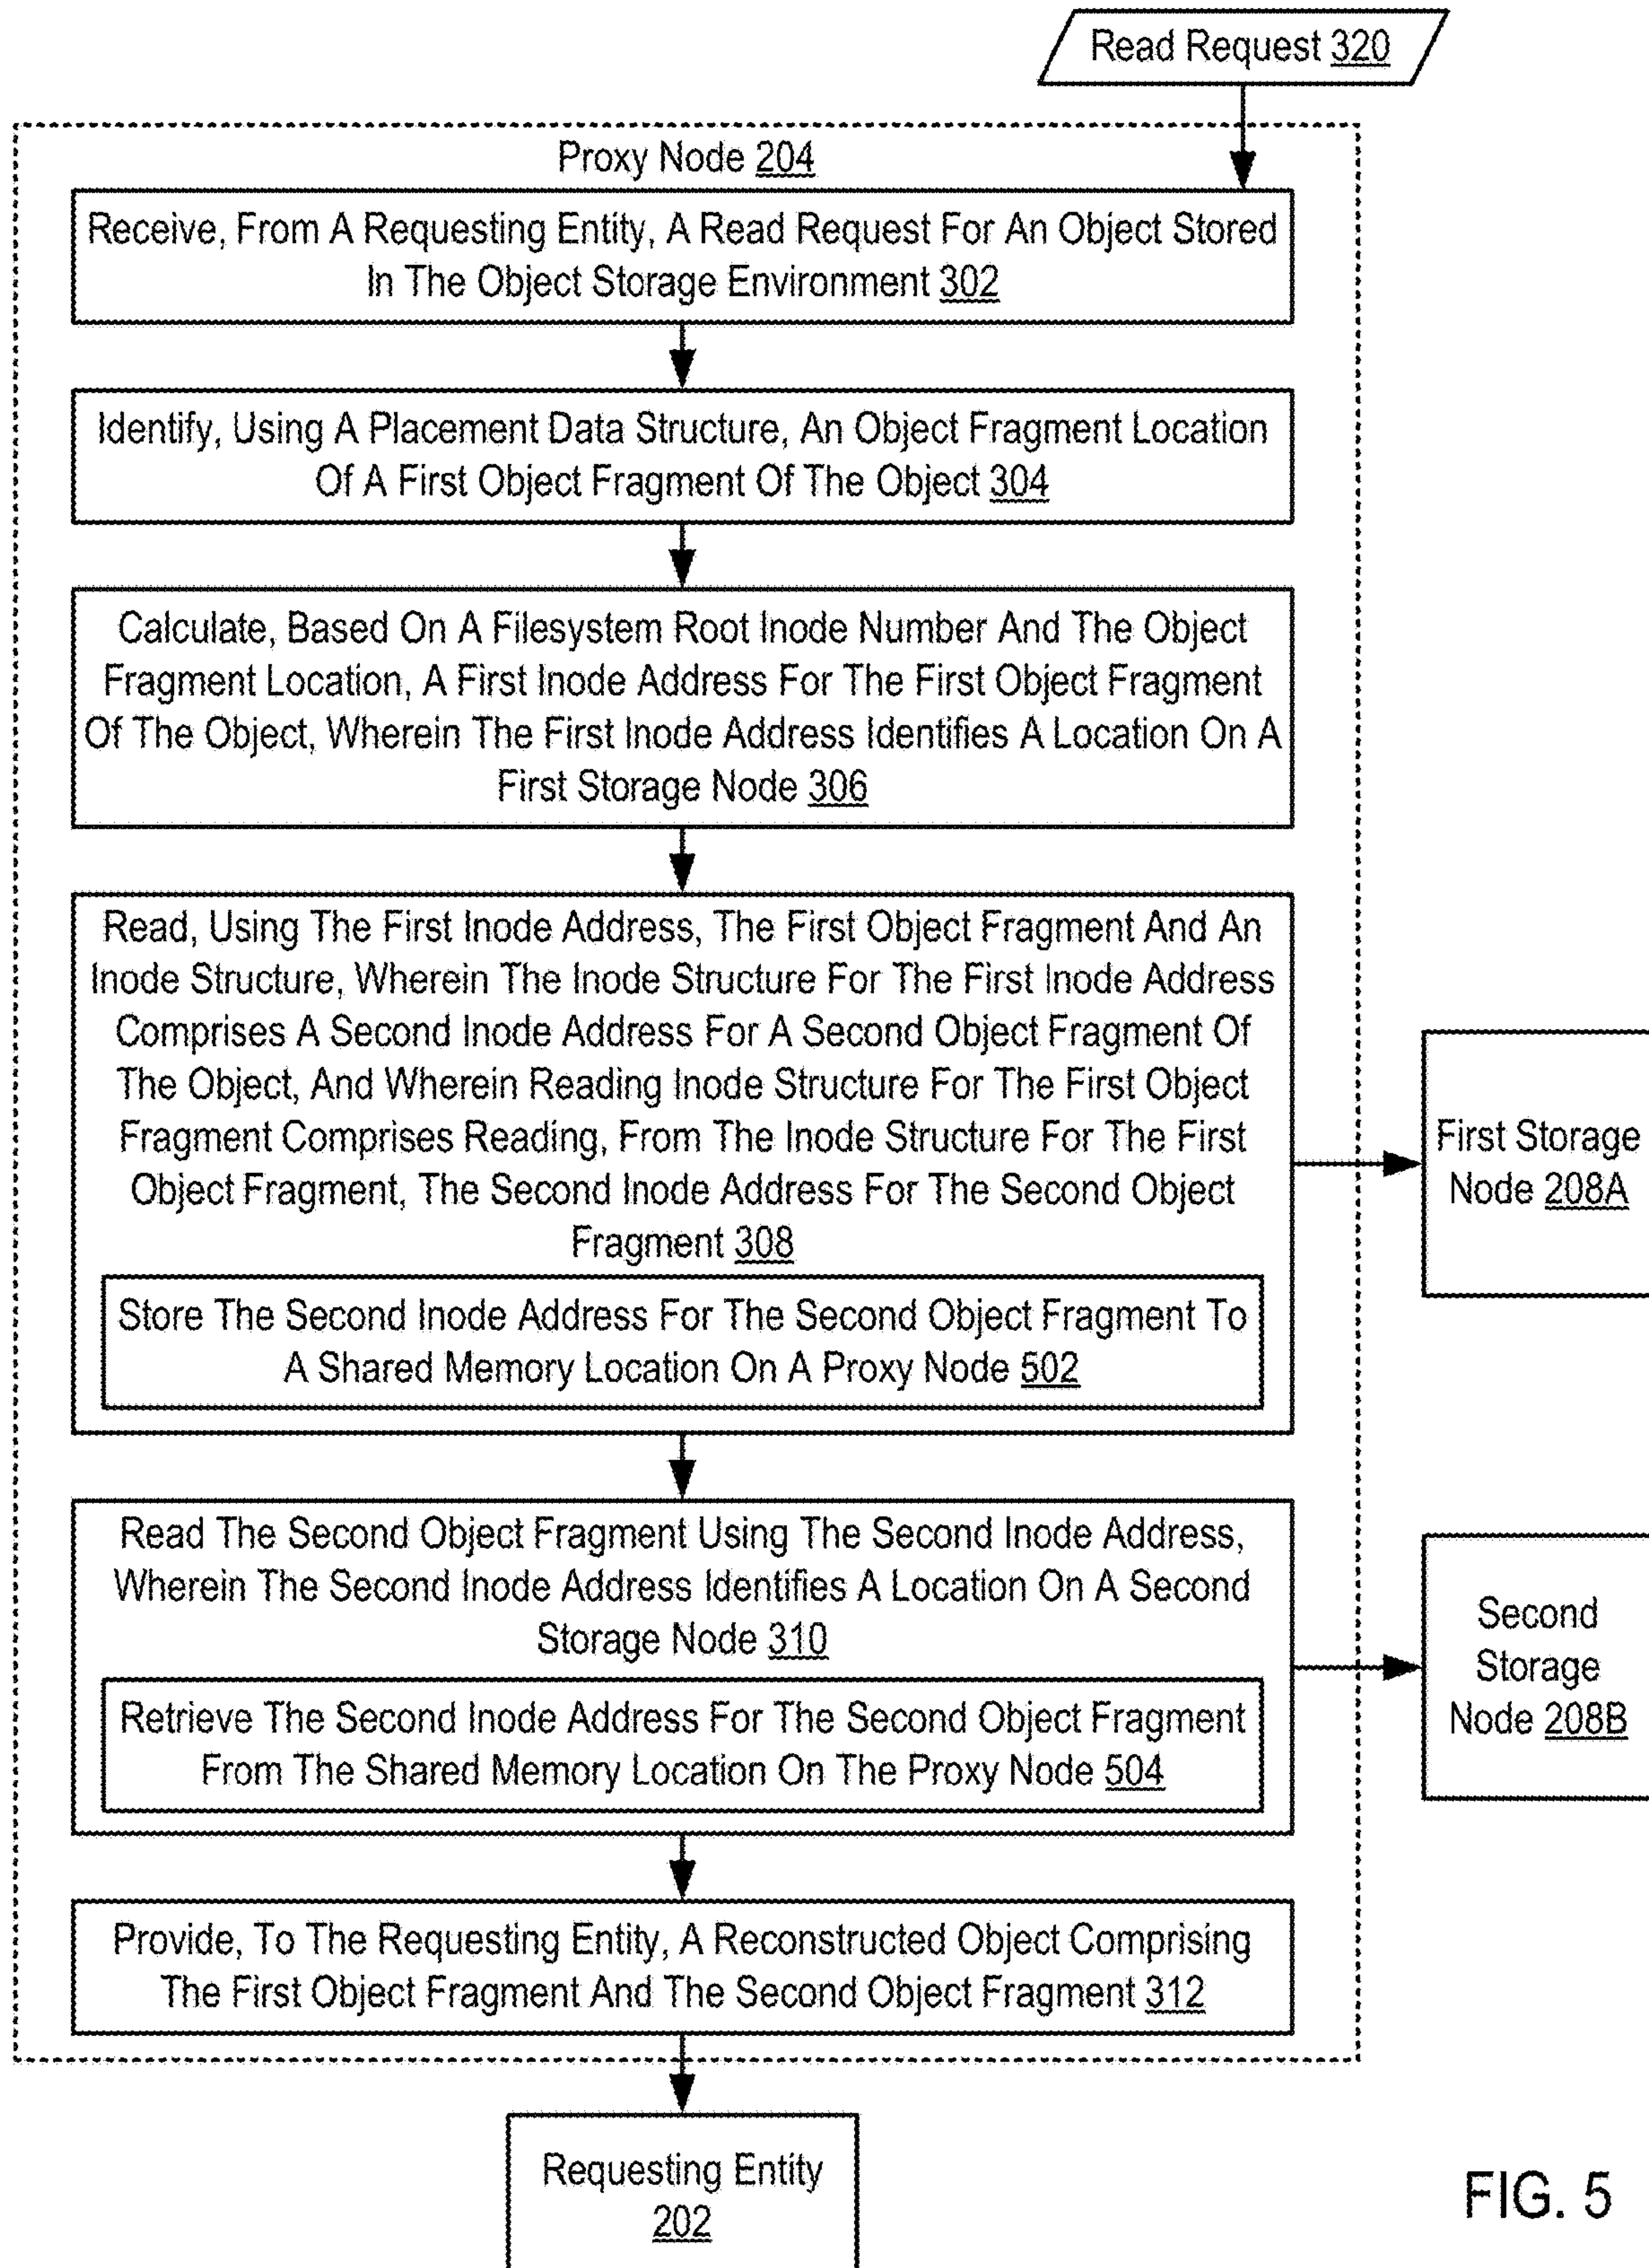 Read Request 320
Proxy Node 204
Receive, From A Requesting Entity, A Read Request For An Object Stored
In The Object Storage Environment 302
Identify, Using A Placement Data Structure, An Object Fragment Location
Of A First Object Fragment Of The Object 304
Calculate, Based On A Filesystem Root Inode Number And The Object
Fragment Location, A First Inode Address For The First Object Fragment
Of The Object, Wherein The First Inode Address Identifies A Location On A
First Storage Node 306
Read, Using The First Inode Address, The First Object Fragment And An
Inode Structure, Wherein The Inode Structure For The First Inode Address
Comprises A Second Inode Address For A Second Object Fragment Of
The Object, And Wherein Reading Inode Structure For The First Object
Fragment Comprises Reading, From The Inode Structure For The First
Object Fragment, The Second Inode Address For The Second Object
Fragment 308
Store The Second Inode Address For The Second Object Fragment To
A Shared Memory Location On A Proxy Node 502
First Storage
Node 208A
Read The Second Object Fragment Using The Second Inode Address,
Wherein The Second Inode Address Identifies A Location On A Second
Storage Node 310
Retrieve The Second Inode Address For The Second Object Fragment
From The Shared Memory Location On The Proxy Node 504
Second
Storage
Node 208B
Provide, To The Requesting Entity, A Reconstructed Object Comprising
The First Object Fragment And The Second Object Fragment 312
Requesting Entity
202
FIG. 5